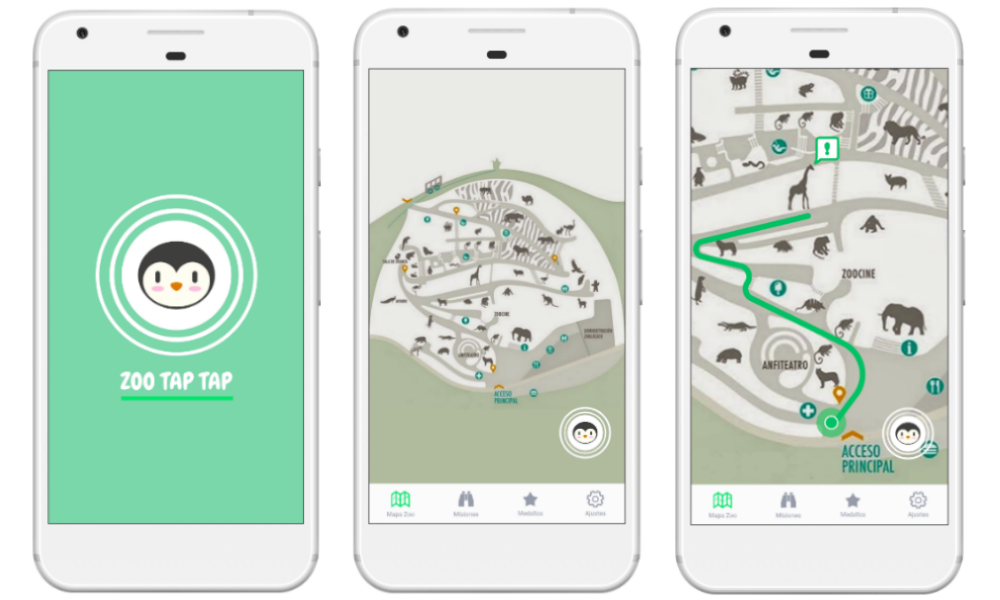 ZOO TAP TAP
ZOOCINE
ANFITEATRO
ACCESO
PRINCIPAL
Mapa Zoo
Misiones
Medallas
Ajustes
ZOOCINE
ANFITEATRO
ACCESO
PRINCIPAL
Mapa Zoo
Misiones
Medallas
Ajustes